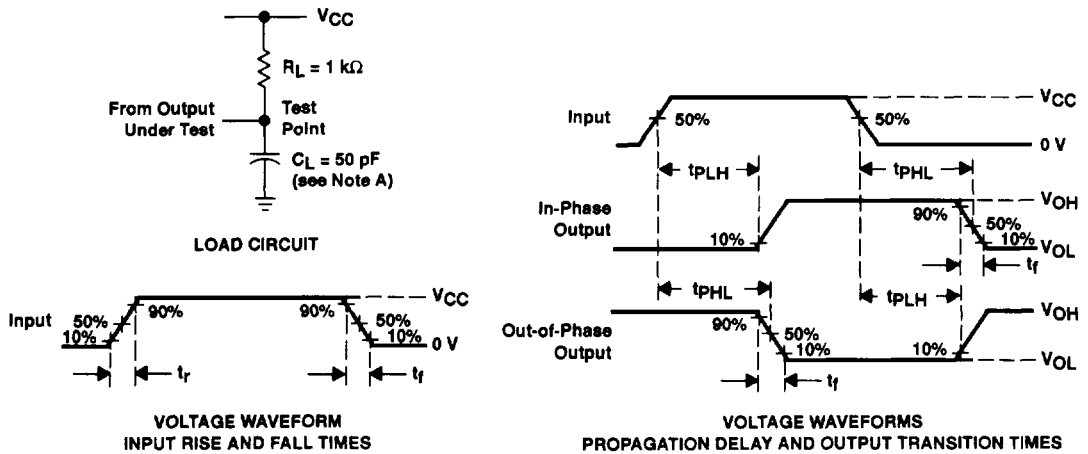 VCC
RL = 1 kΩ
From Output
Under Test
Test
Point
CL = 50 pF
(see Note A)
LOAD CIRCUIT
Input
50%
10%
90%
90%
50%
10%
VCC
0 V
tr
tf
VOLTAGE WAVEFORM
INPUT RISE AND FALL TIMES
Input
50%
50%
VCC
0 V
tPLH
tPHL
In-Phase
Output
10%
90%
50%
10%
VOH
VOL
tf
tPHL
tPLH
Out-of-Phase
Output
90%
50%
10%
10%
VOH
VOL
tf
VOLTAGE WAVEFORMS
PROPAGATION DELAY AND OUTPUT TRANSITION TIMES